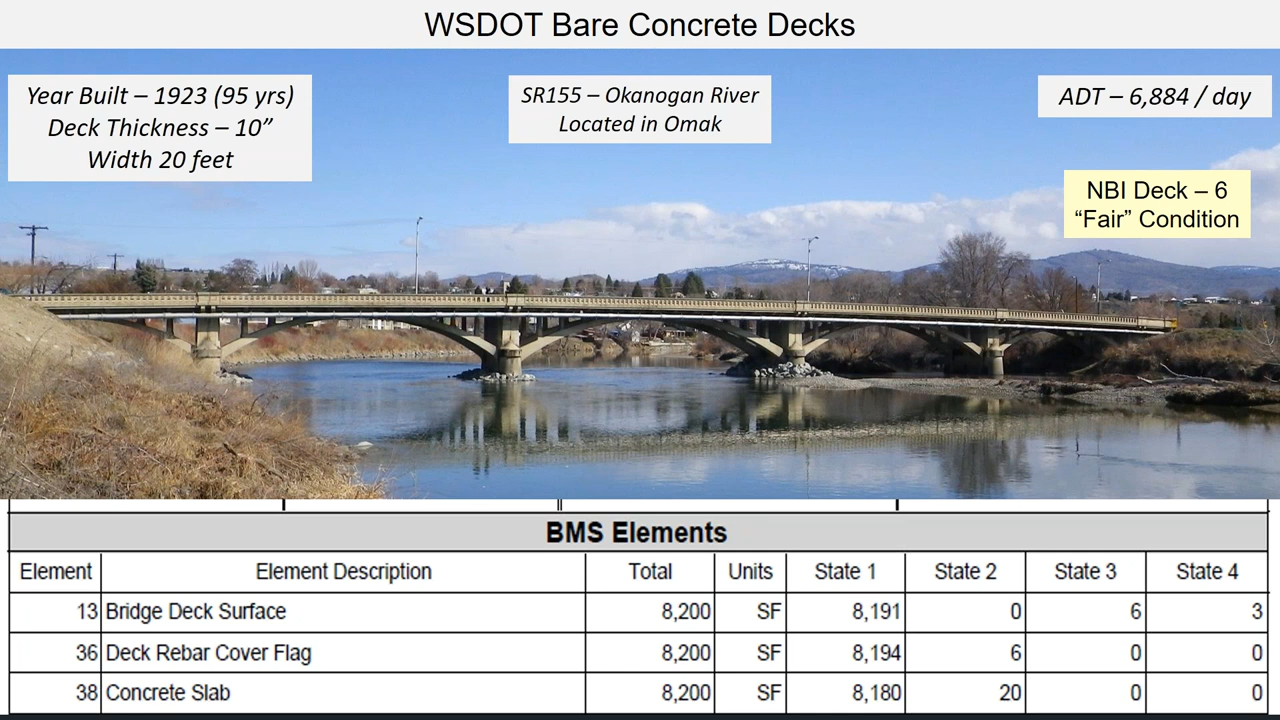 WSDOT Bare Concrete Decks
Year Built – 1923 (95 yrs)
Deck Thickness – 10”
Width 20 feet
SR155 – Okanogan River
Located in Omak
ADT – 6,884 / day
NBI Deck – 6
“Fair” Condition
BMS Elements
Element Element Description Total Units State 1 State 2 State 3 State 4
13 Bridge Deck Surface 8,200 SF 8,191 0 6 3
36 Deck Rebar Cover Flag 8,200 SF 8,194 6 0 0
38 Concrete Slab 8,200 SF 8,180 20 0 0